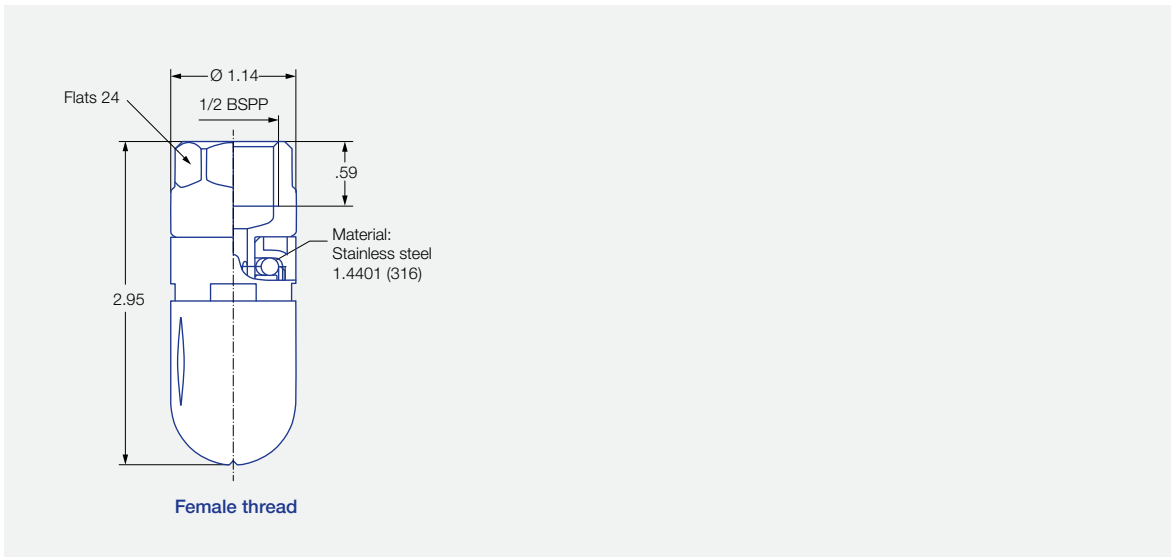 Ø 1.14
Flats 24
1/2 BSPP
.59
Material:
Stainless steel
1.4401 (316)
2.95
Female thread